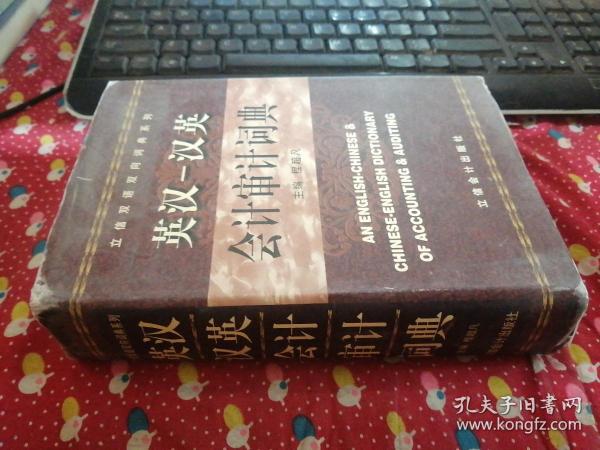 立信双语双向词典系列
英汉-汉英
会计审计词典
主编 程超凡
AN ENGLISH-CHINESE &
CHINESE-ENGLISH DICTIONARY
OF ACCOUNTING & AUDITING
立信会计出版社
英汉
汉英
会计
审计
词典
孔夫子旧书网
www.kongfz.com